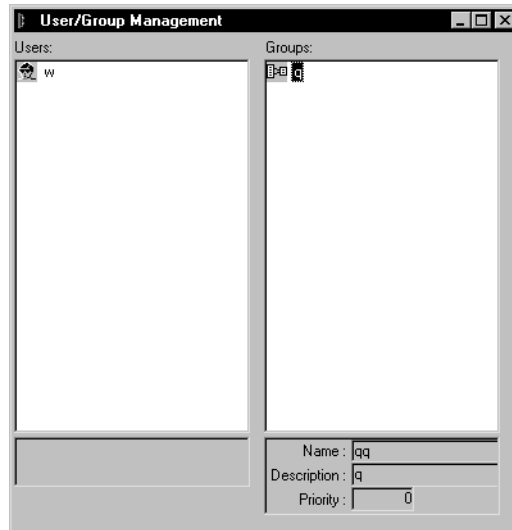 User/Group Management
Users:
Groups:
w
q
Name : qq
Description : q
Priority : 0